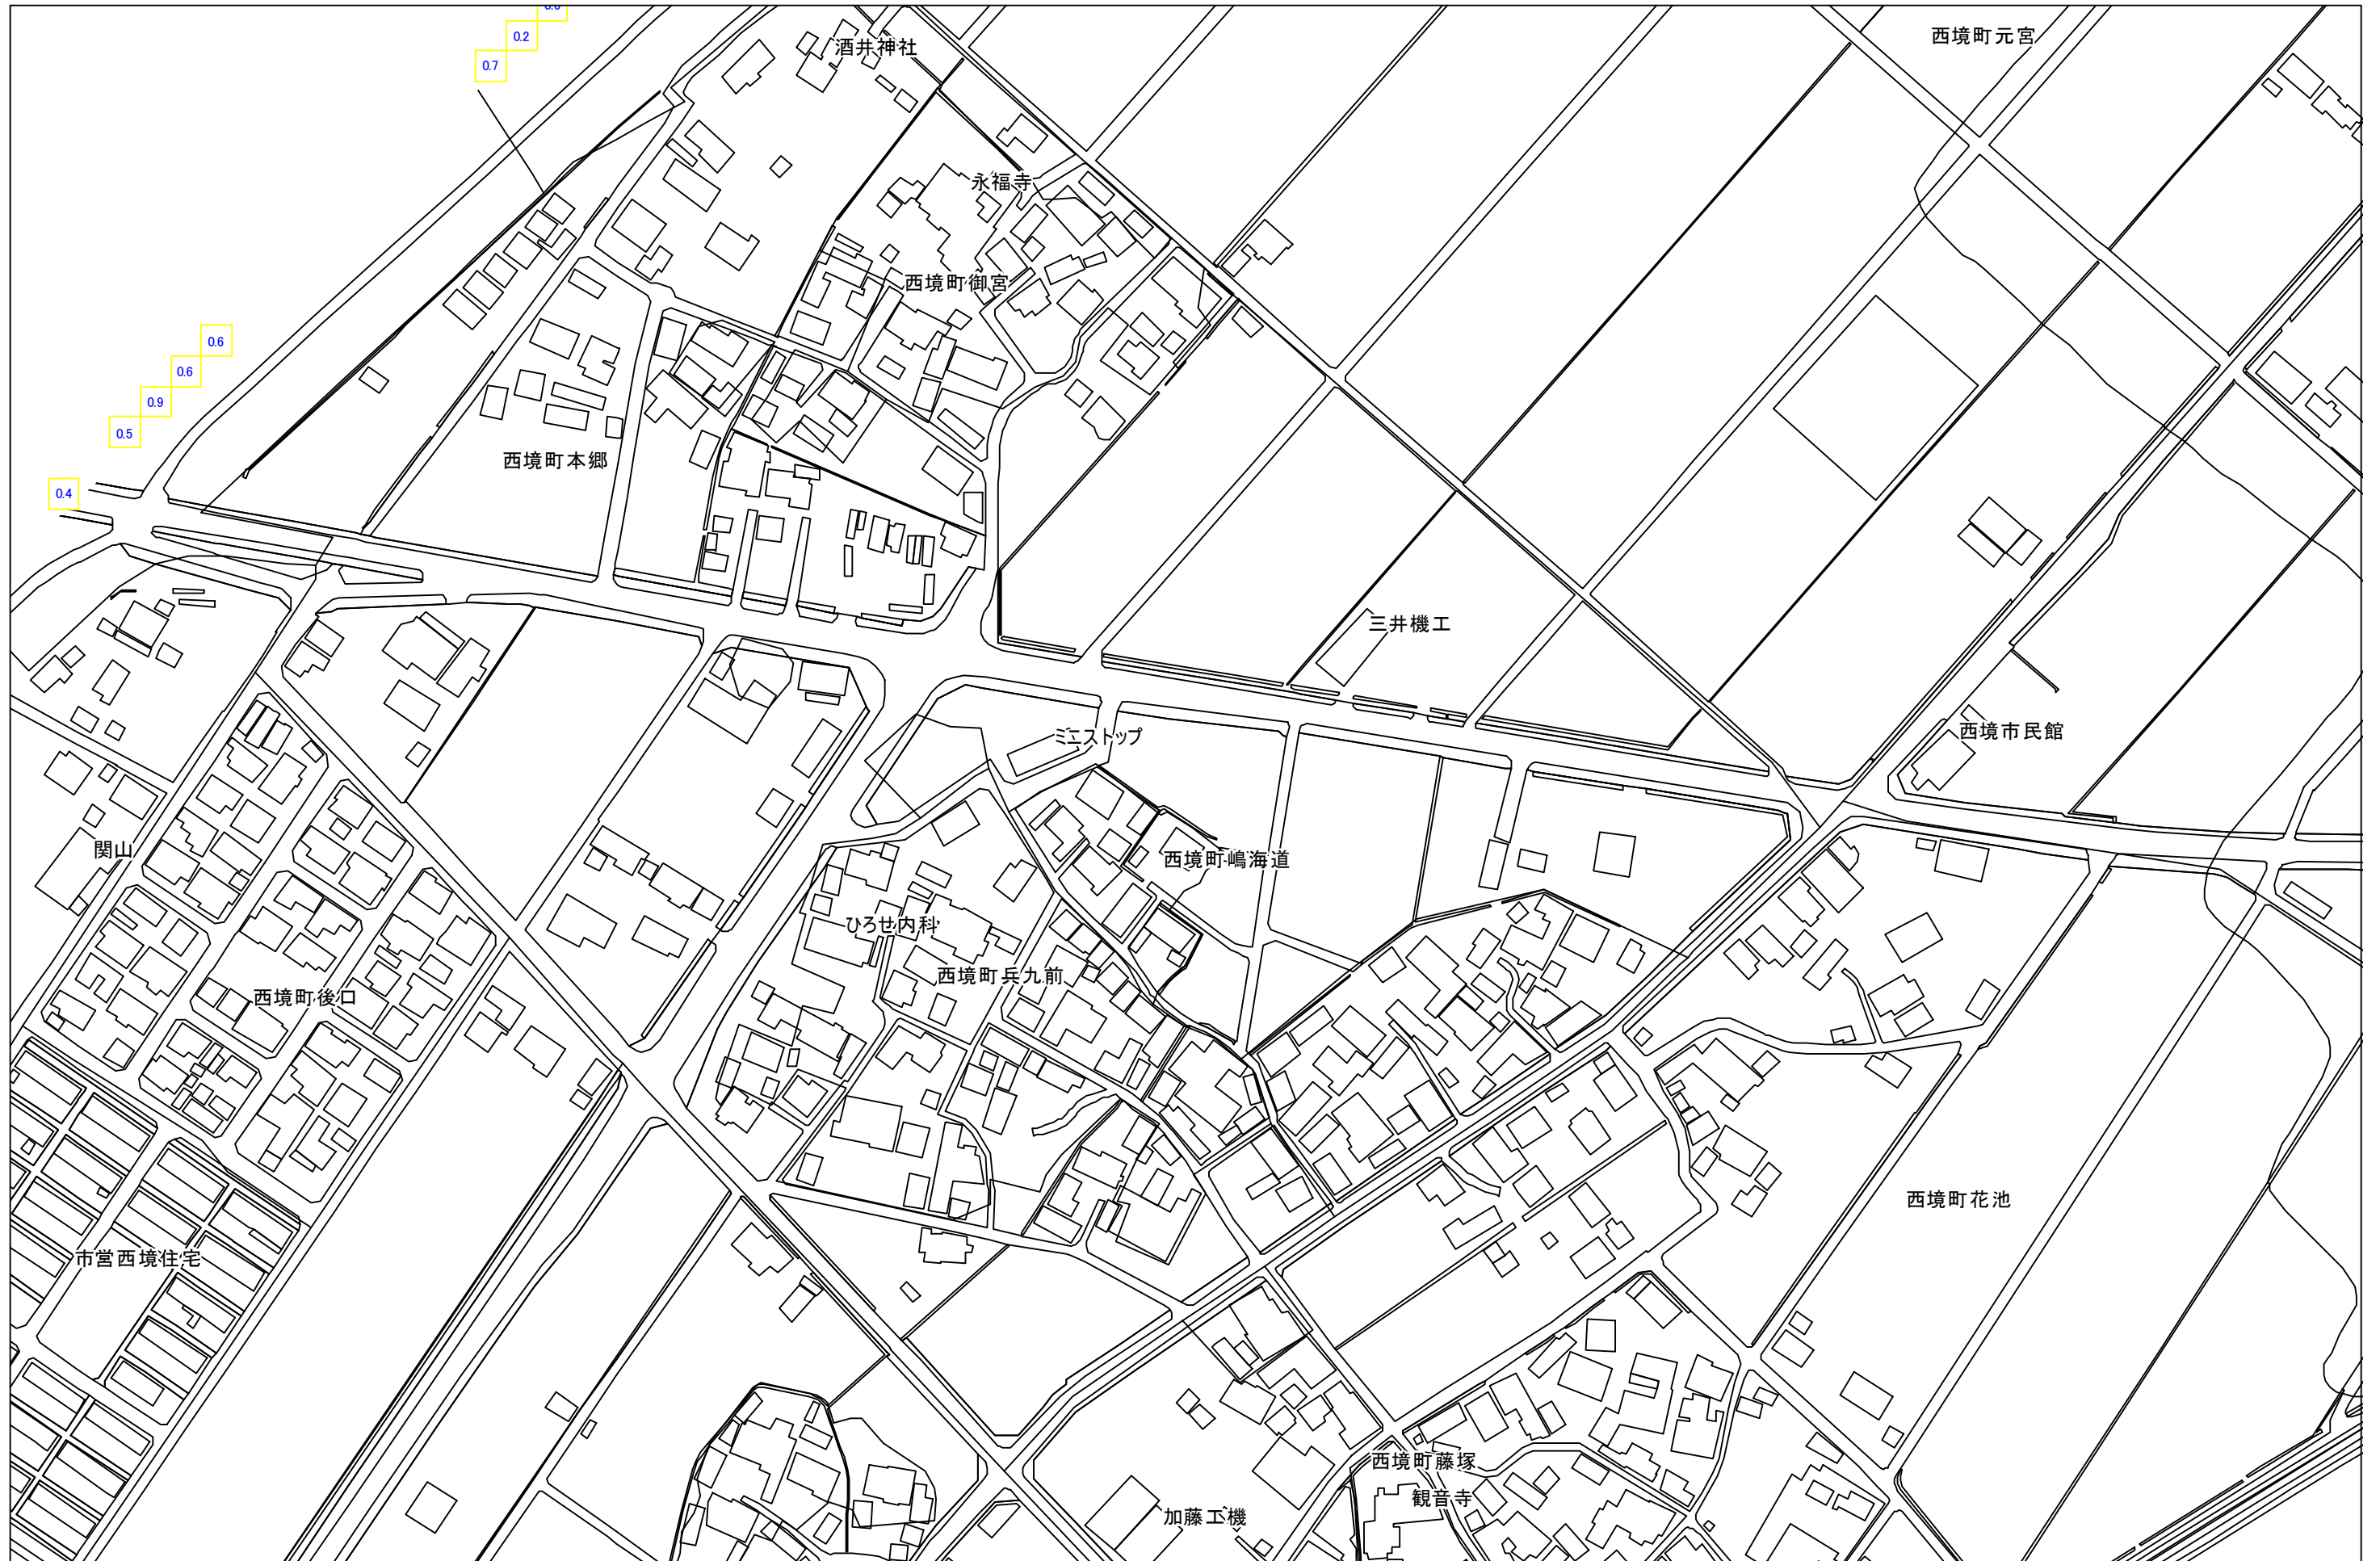 0.2
酒井神社
西境町元宮
0.7
永福寺
西境町御宮
0.6
0.6
0.9
0.5
西境町本郷
0.4
三井機工
西境市民館
ミニストップ
関山
西境町嶋海道
ひろせ内科
西境町兵九前
西境町後口
西境町花池
市営西境住宅
西境町藤塚
観音寺
加藤工機